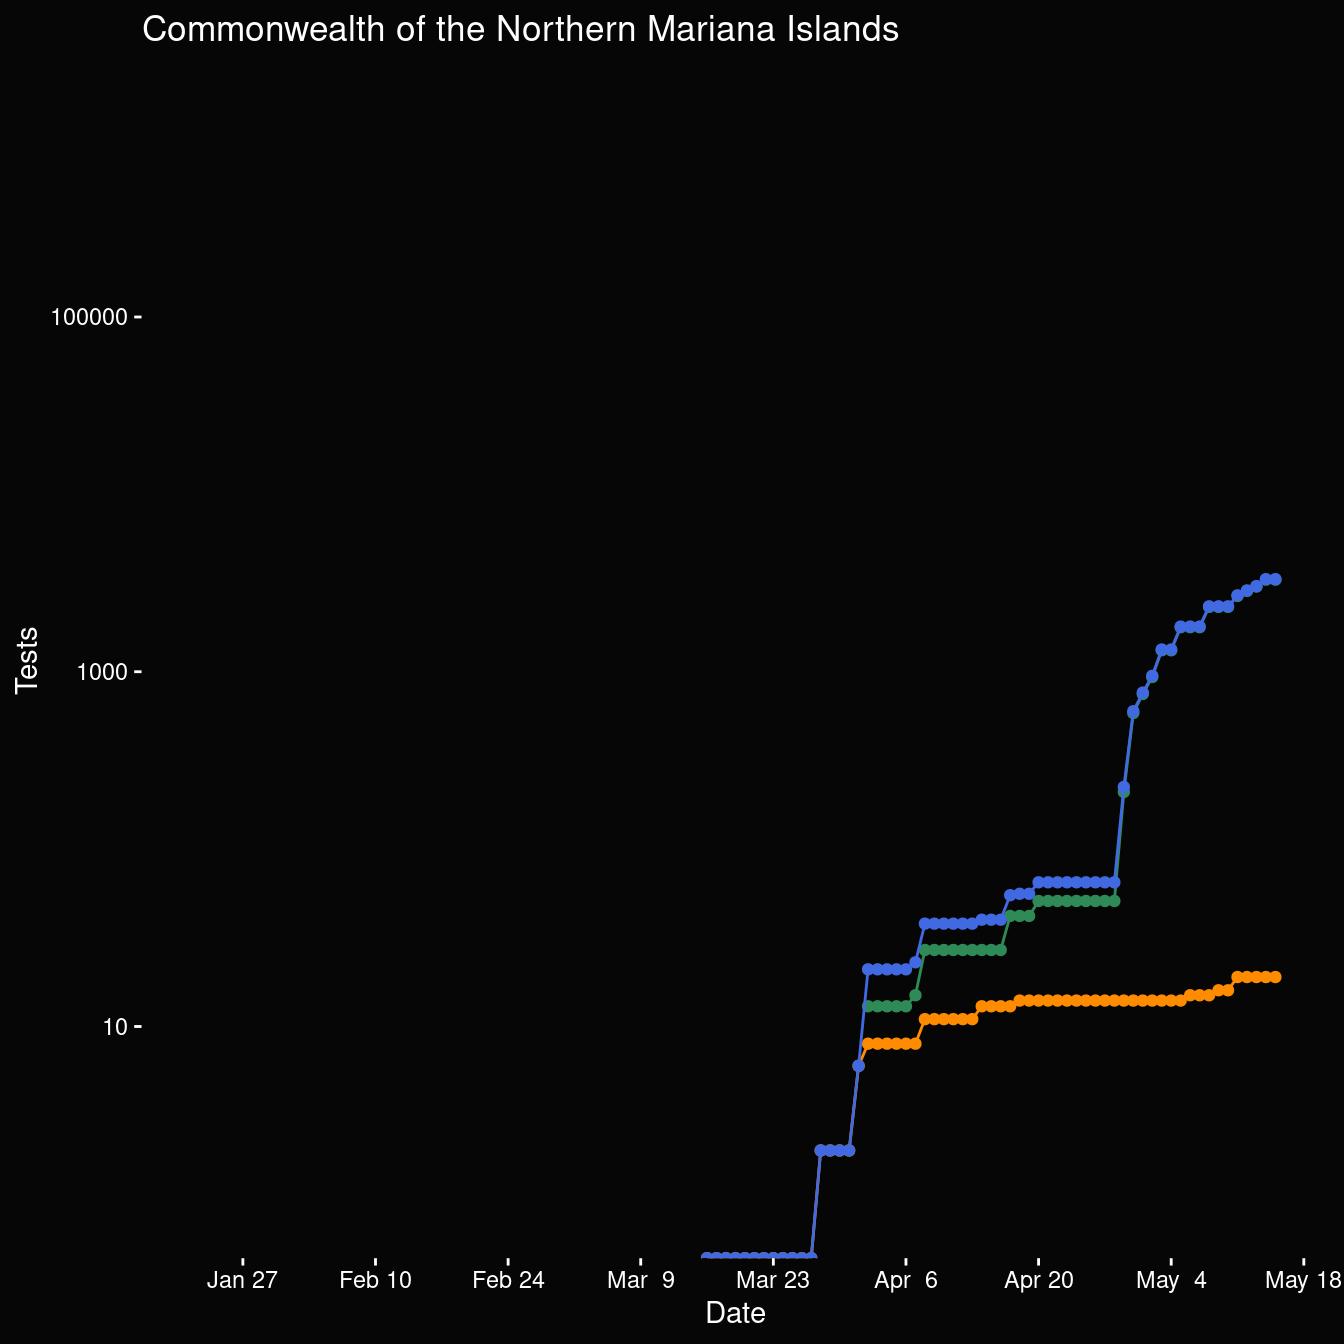 Commonwealth of the Northern Mariana Islands
100000
1000
10
Tests
Jan 27
Feb 10
Feb 24
Mar  9
Mar 23
Apr  6
Apr 20
May  4
May 18
Date